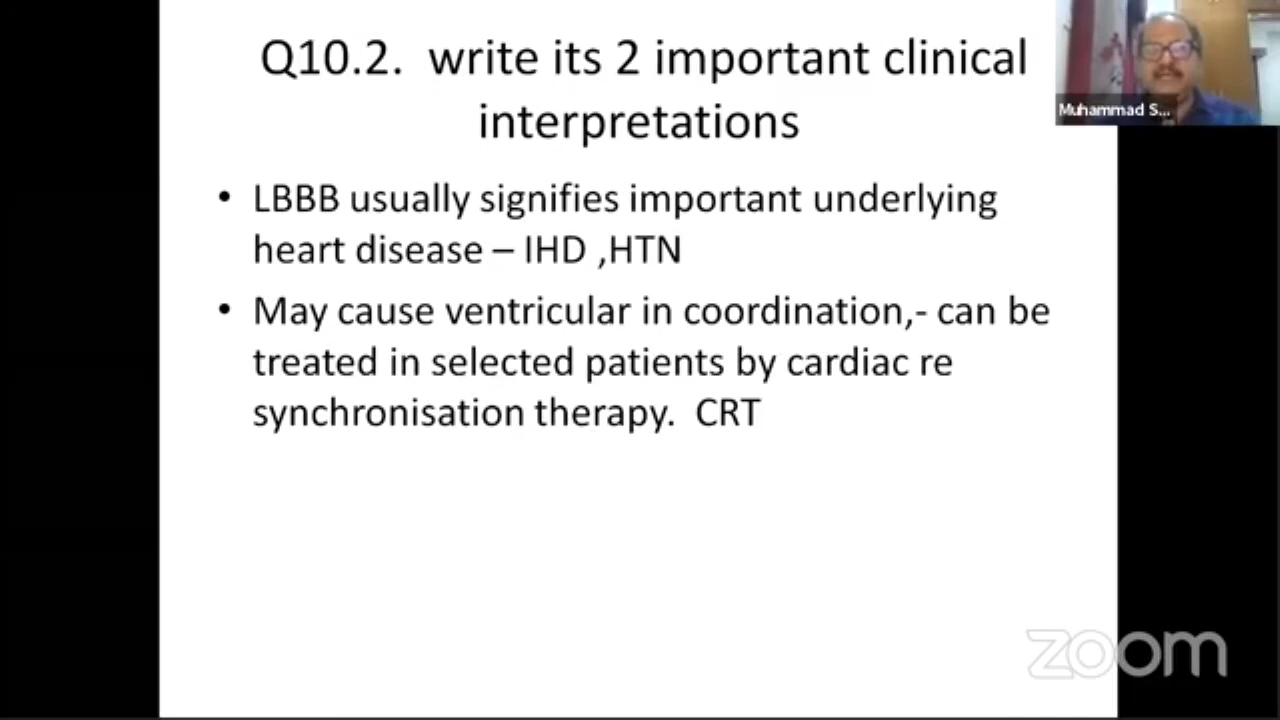 Q10.2. write its 2 important clinical
interpretations
• LBBB usually signifies important underlying
heart disease – IHD ,HTN
• May cause ventricular in coordination,- can be
treated in selected patients by cardiac re
synchronisation therapy. CRT
Muhammad S...
zoom